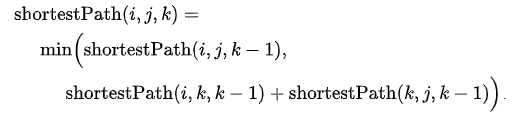 shortestPath(i, j, k) =
min(shortestPath(i, j, k − 1),
shortestPath(i, k, k − 1) + shortestPath(k, j, k − 1)).